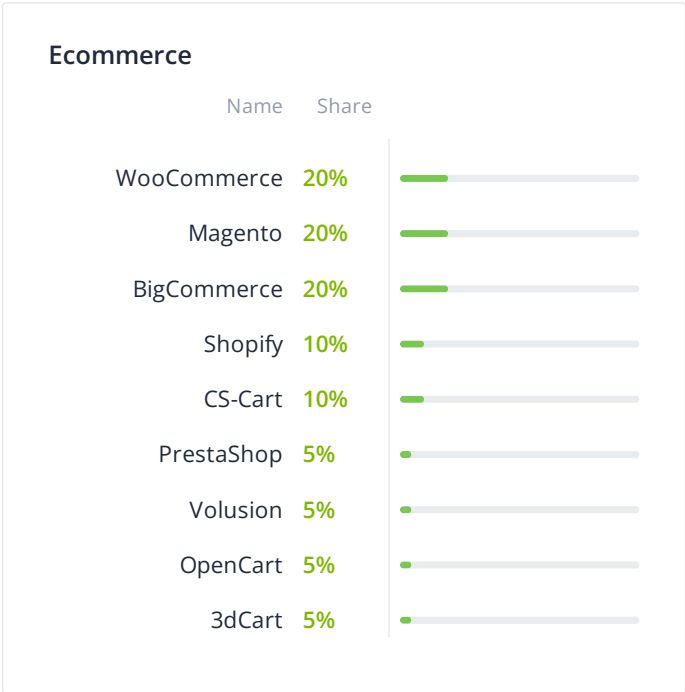 Ecommerce
Name Share
WooCommerce 20%
Magento 20%
BigCommerce 20%
Shopify 10%
CS-Cart 10%
PrestaShop 5%
Volusion 5%
OpenCart 5%
3dCart 5%